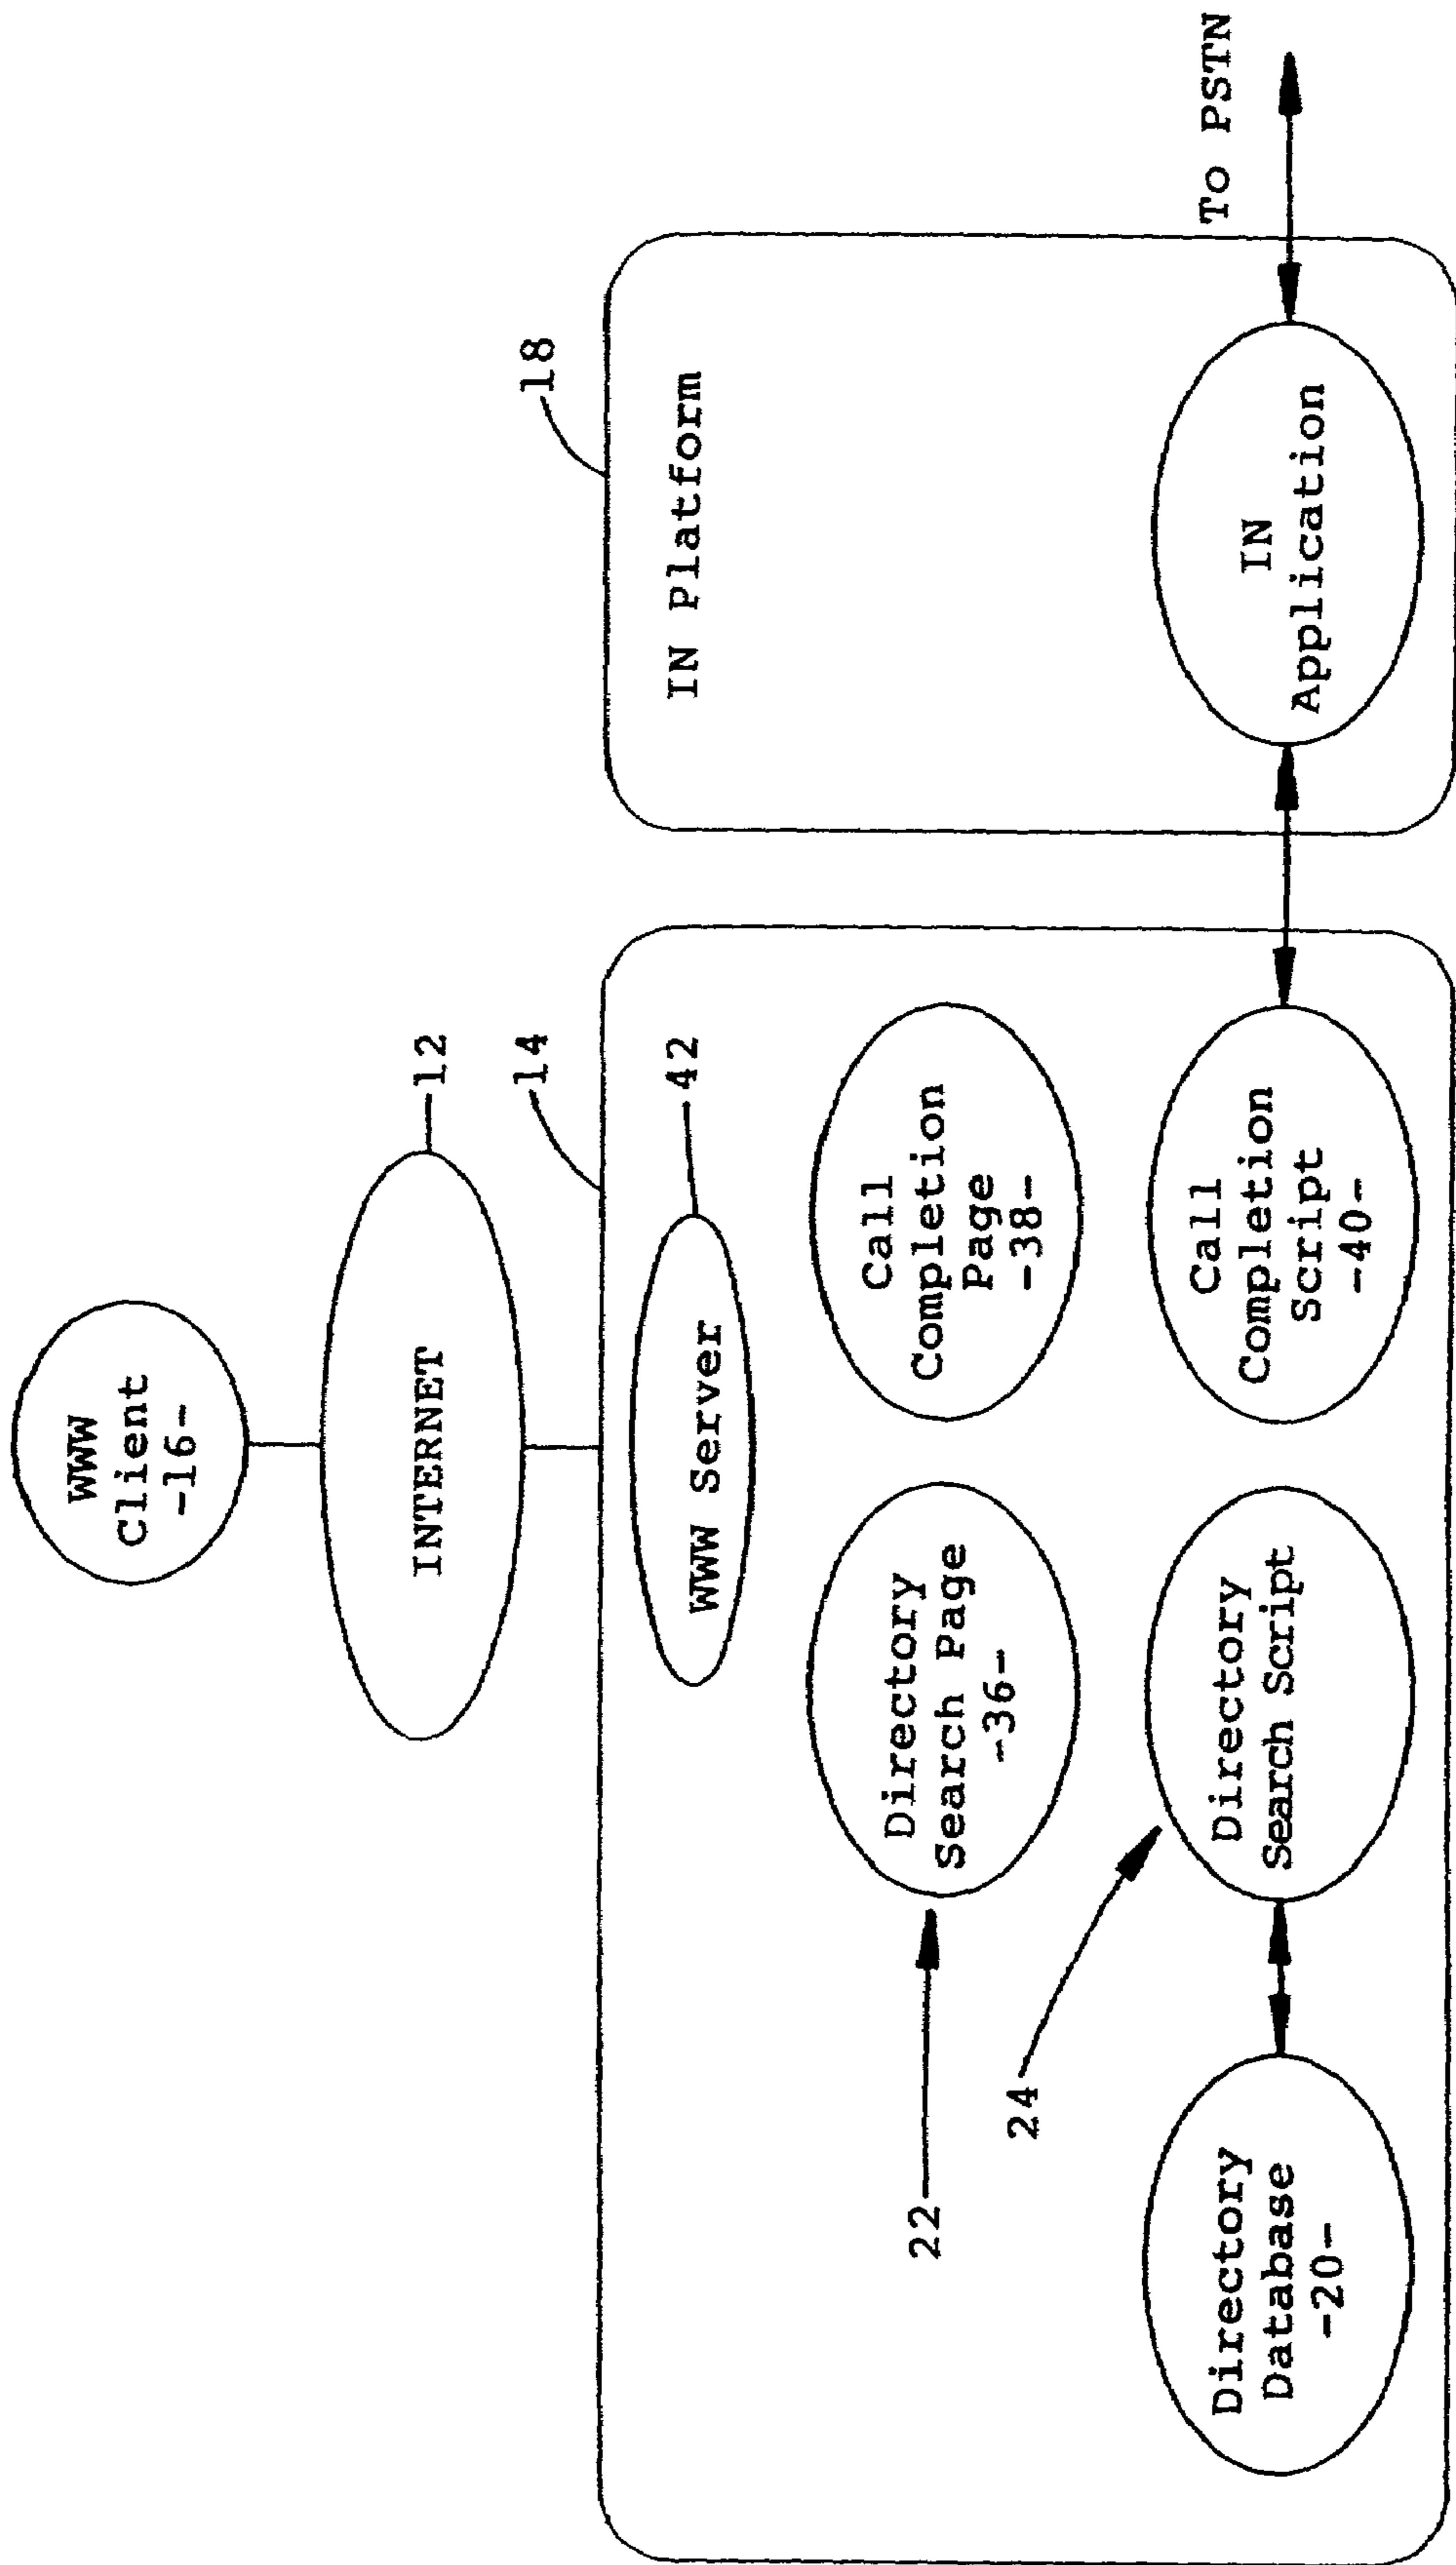 WWW
Client
-16-
INTERNET
12
14
18
WWW Server
42
IN Platform
22
Directory
Search Page
-36-
Call
Completion
Page
-38-
24
Directory
Database
-20-
Directory
Search Script
Call
Completion
Script
-40-
IN
Application
To PSTN